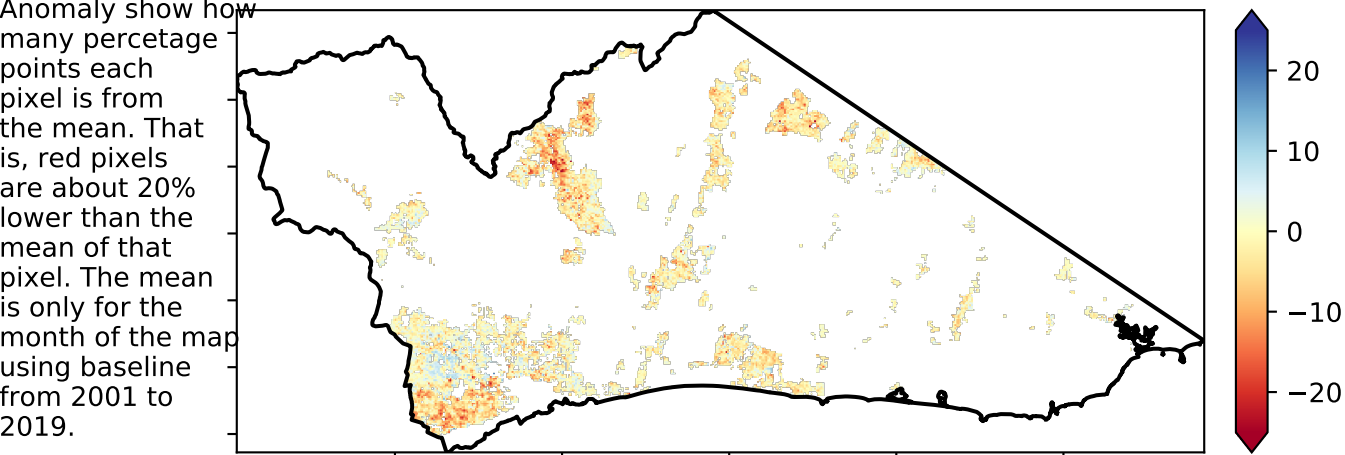 Anomaly show how
many percetage
points each
pixel is from
the mean. That
is, red pixels
are about 20%
lower than the
mean of that
pixel. The mean
is only for the
month of the map
using baseline
from 2001 to
2019.
20
10
0
−10
−20